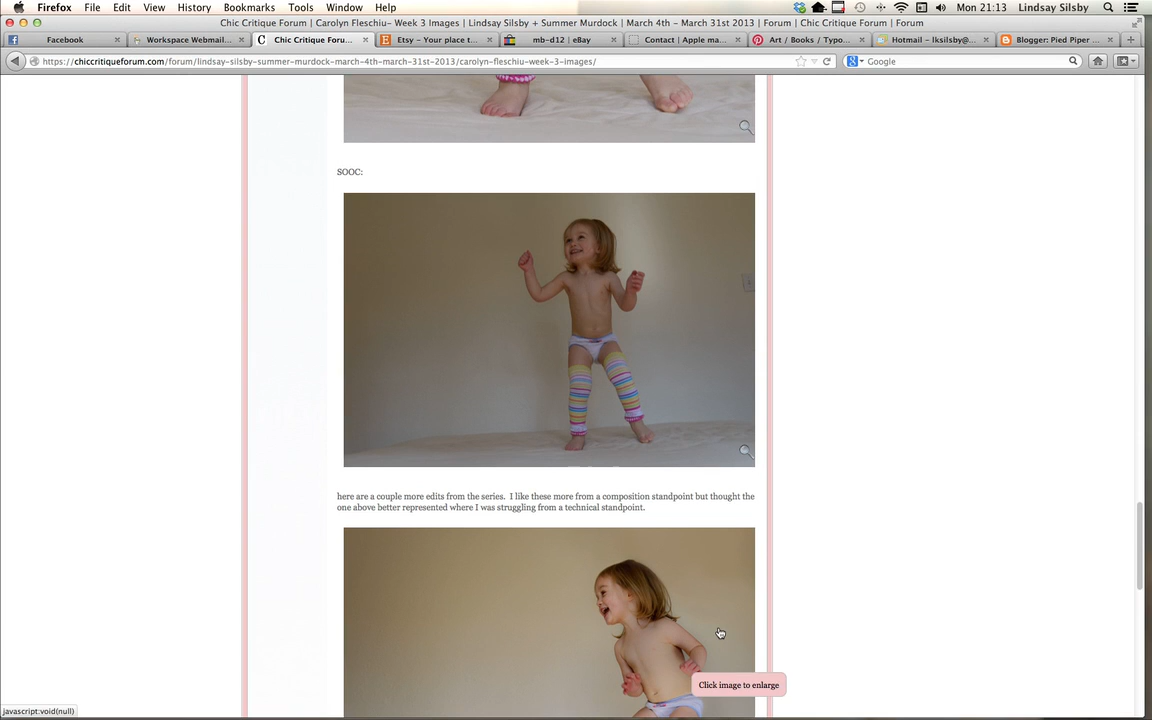 Firefox File Edit View History Bookmarks Tools Window Help Mon 21:13 Lindsay Silsby
Chic Critique Forum | Carolyn Fleschiu- Week 3 Images | Lindsay Silsby + Summer Murdock | March 4th - March 31st 2013 | Forum | Chic Critique Forum | Forum
Facebook Workspace Webmail... Chic Critique Foru... Etsy – Your place t... mb-d12 | eBay Contact | Apple ma... Art / Books / Typo... Hotmail – lksilsby@... Blogger: Pied Piper ...
https://chiccritiqueforum.com/forum/lindsay-silsby-summer-murdock-march-4th-march-31st-2013/carolyn-fleschiu-week-3-images/ Google
SOOC:
here are a couple more edits from the series. I like these more from a composition standpoint but thought the
one above better represented where I was struggling from a technical standpoint.
Click image to enlarge
javascript:void(null)